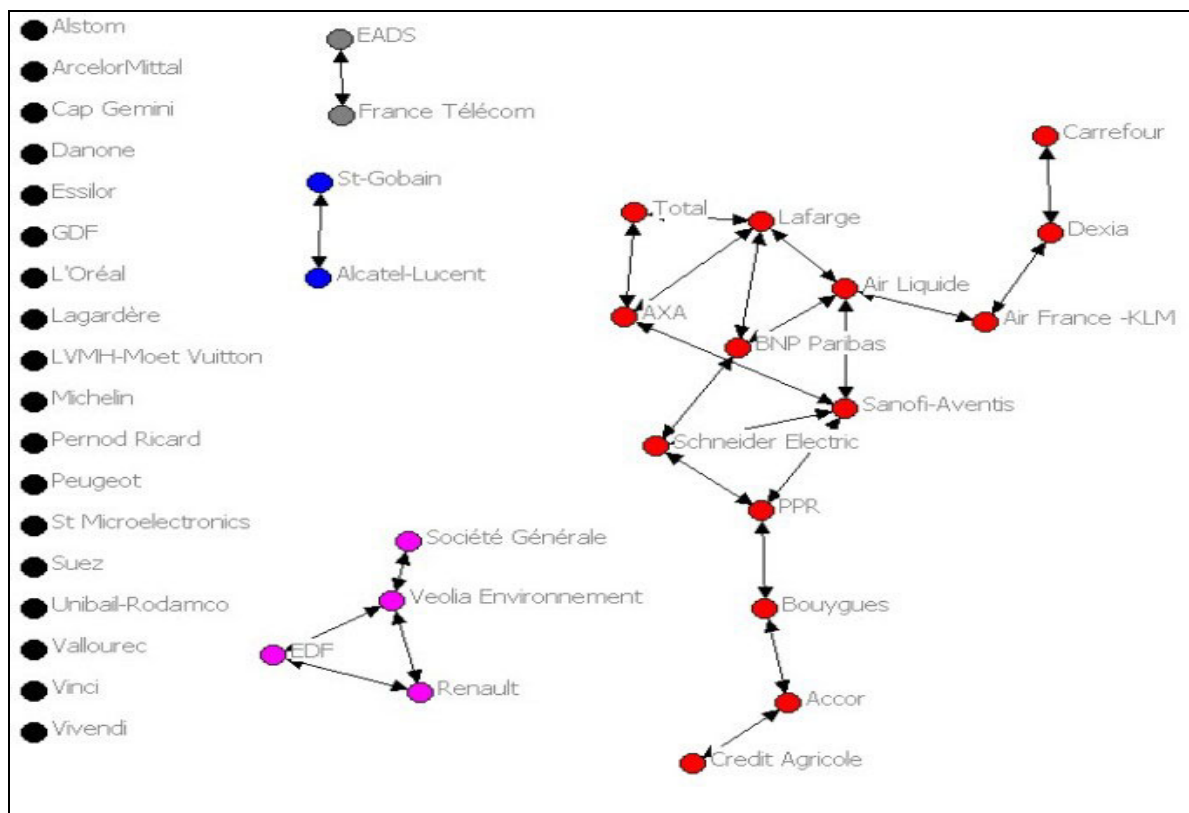 Alstom
ArcelorMittal
Cap Gemini
Danone
Essilor
GDF
L'Oréal
Lagardère
LVMH-Moet Vuitton
Michelin
Pernod Ricard
Peugeot
St Microelectronics
Suez
Unibail-Rodamco
Vallourec
Vinci
Vivendi
EADS
France Télécom
St-Gobain
Alcatel-Lucent
Société Générale
Veolia Environnement
EDF
Renault
Carrefour
Total
Lafarge
Dexia
Air Liquide
AXA
Air France -KLM
BNP Paribas
Sanofi-Aventis
Schneider Electric
PPR
Bouygues
Accor
Credit Agricole